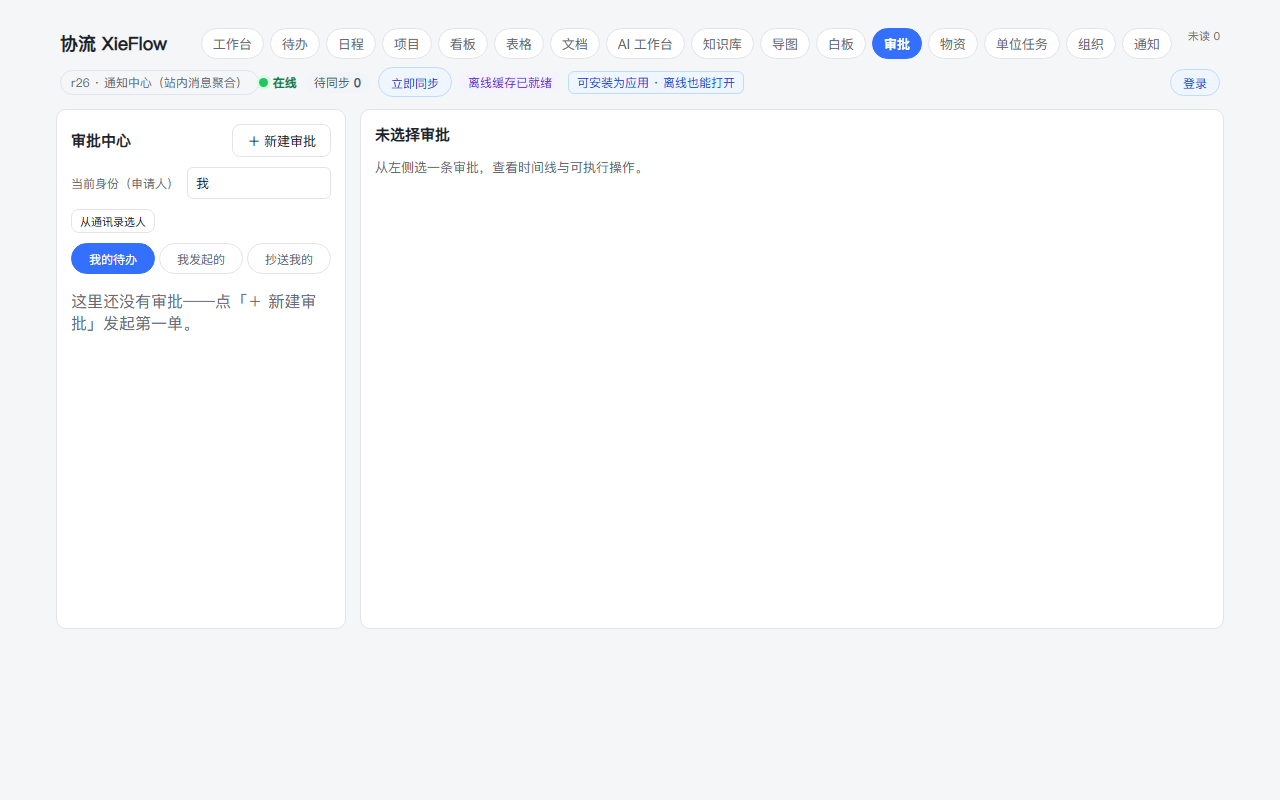 协流 XieFlow 工作台 待办 日程 项目 看板 表格 文档 AI 工作台 知识库 导图 白板 审批 物资 单位任务 组织 通知 未读 0
r26 · 通知中心（站内消息聚合） 在线 待同步 0 立即同步 离线缓存已就绪 可安装为应用 · 离线也能打开 登录
审批中心 ＋ 新建审批
当前身份（申请人） 我
从通讯录选人
我的待办 我发起的 抄送我的
这里还没有审批——点「＋ 新建审
批」发起第一单。
未选择审批
从左侧选一条审批，查看时间线与可执行操作。